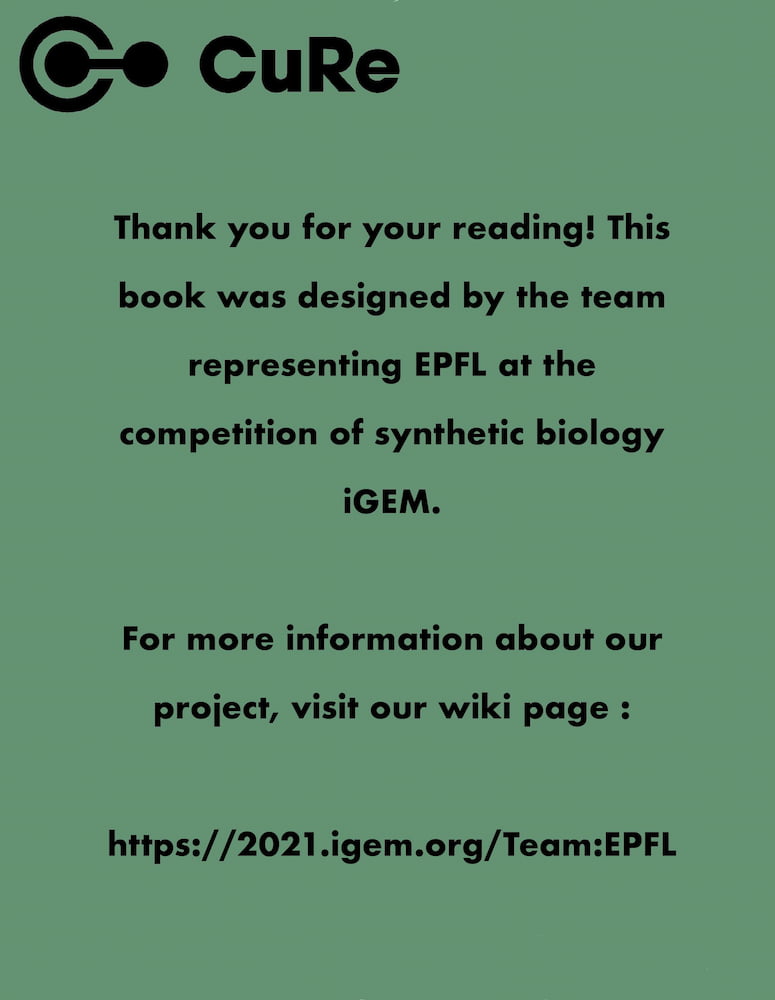 CuRe
Thank you for your reading! This
book was designed by the team
representing EPFL at the
competition of synthetic biology
iGEM.
For more information about our
project, visit our wiki page :
https://2021.igem.org/Team:EPFL